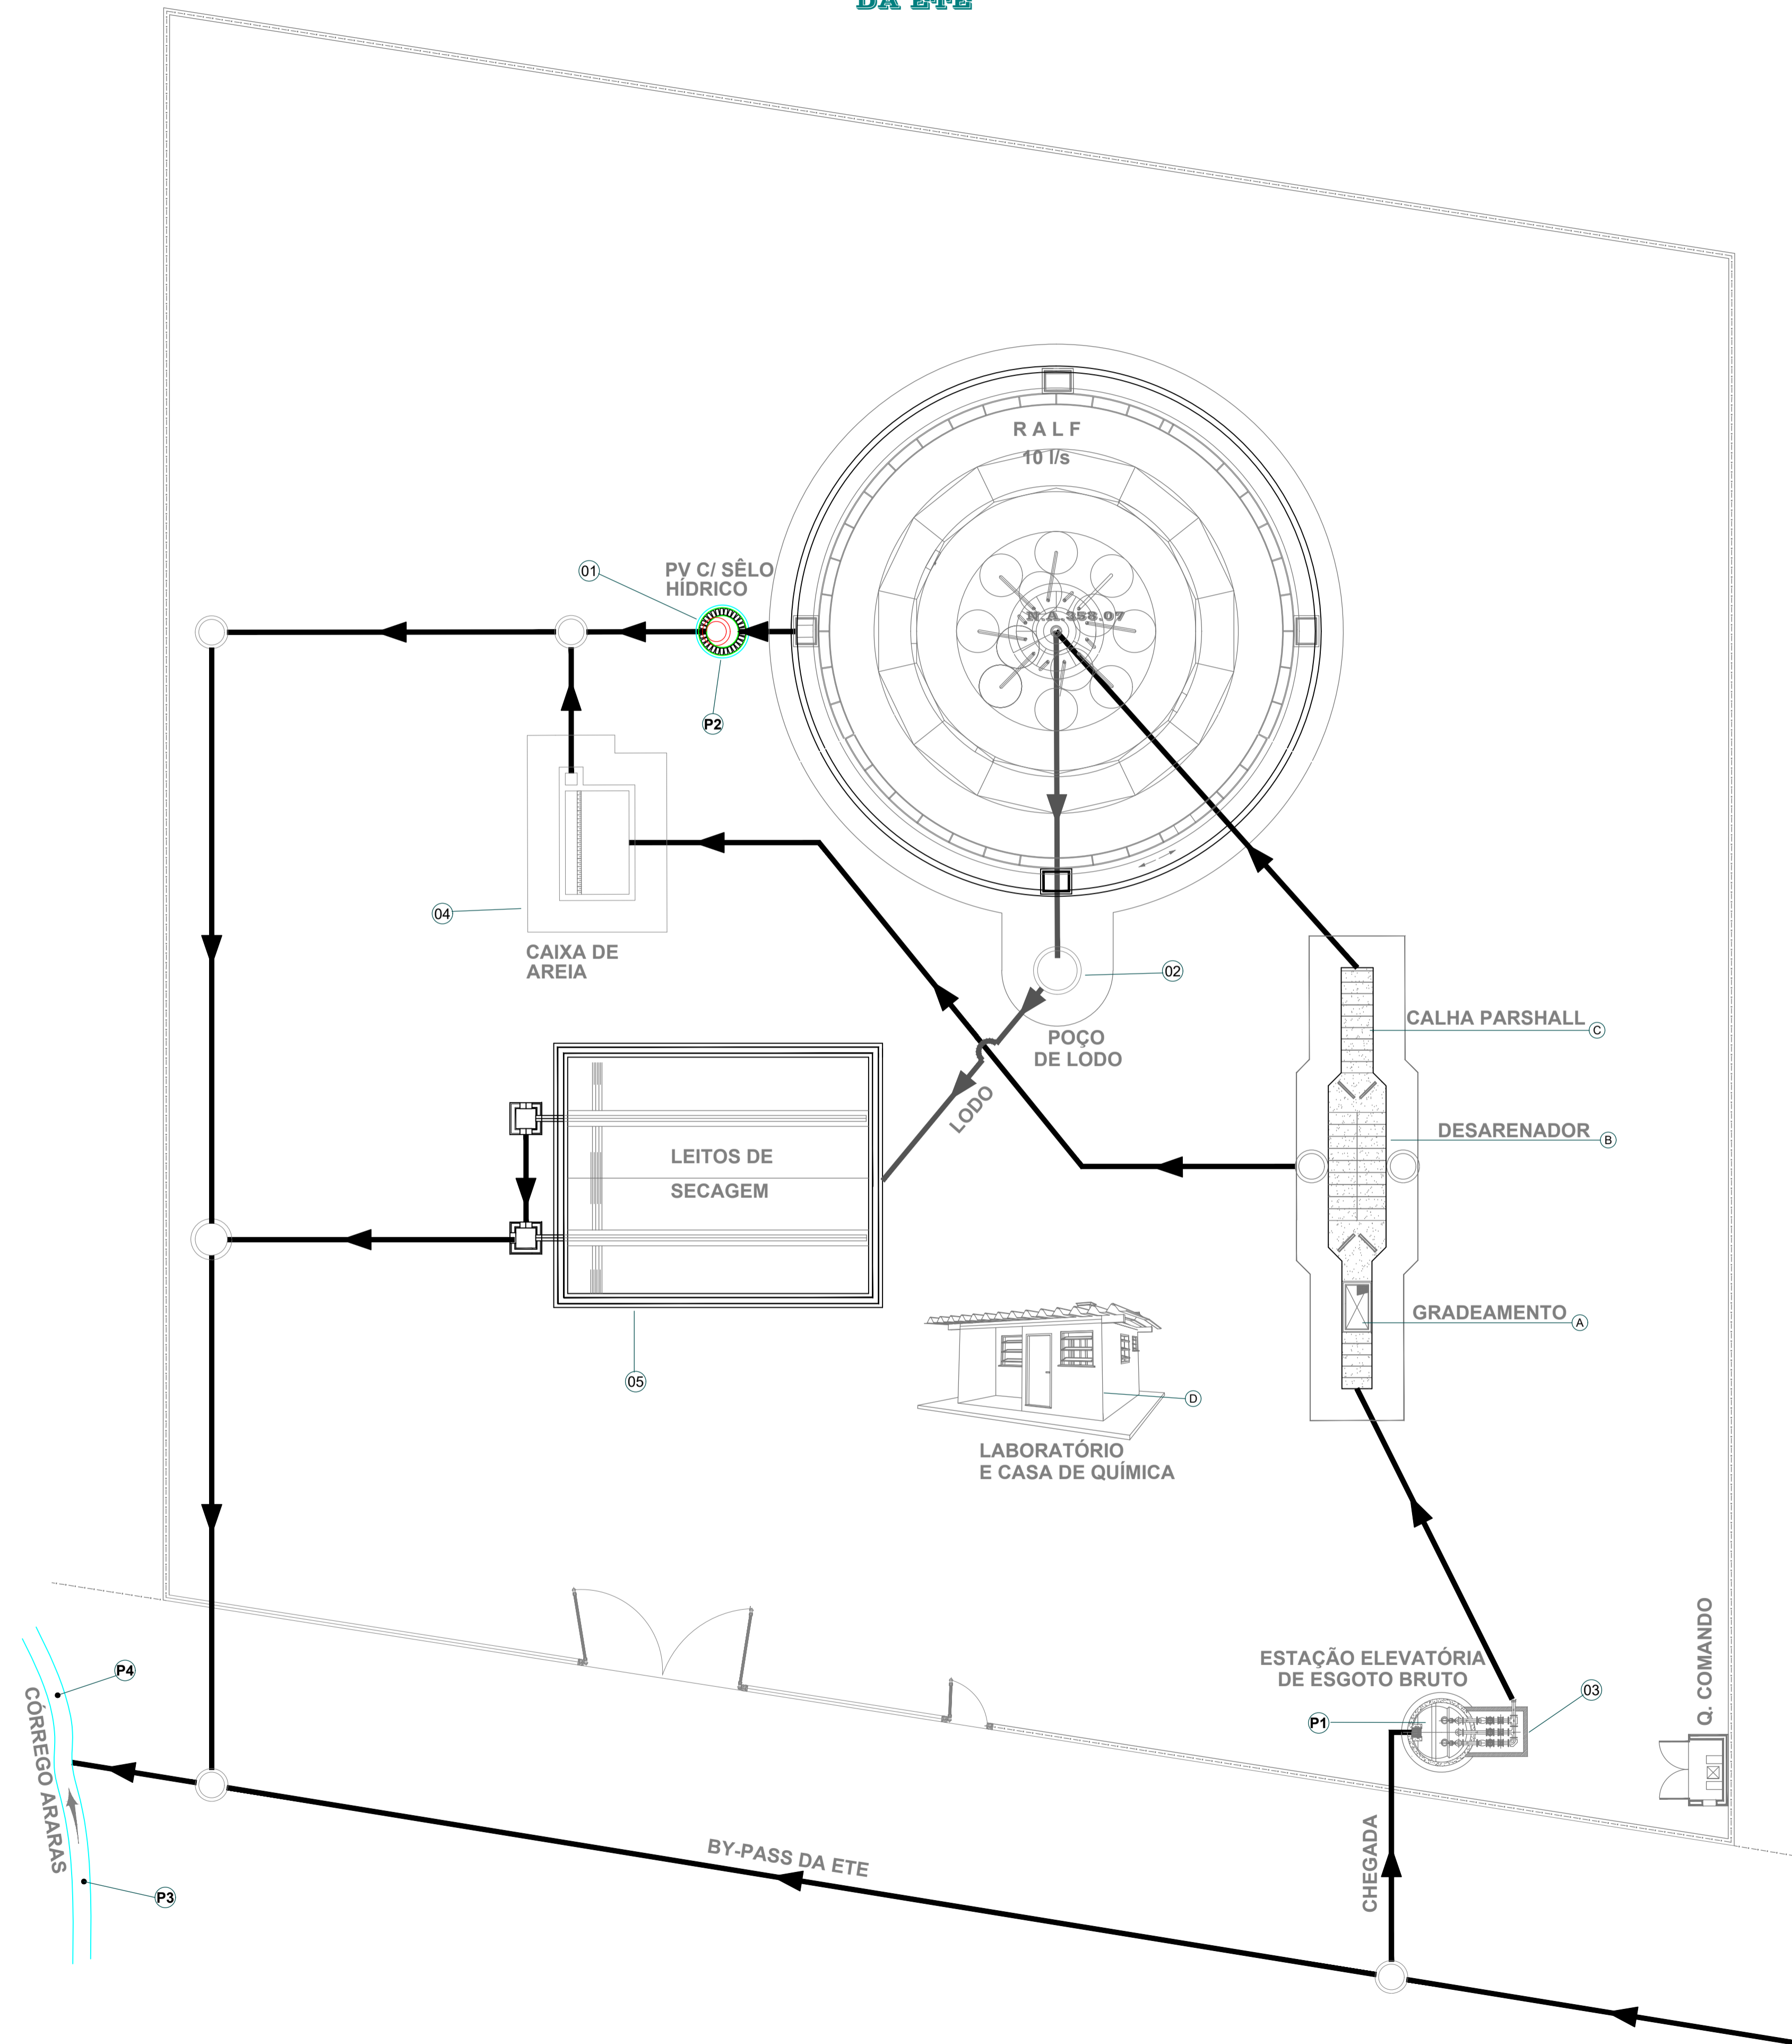 DA ETE
R A L F
10 l/s
N.A.358.07
01
PV C/ SÊLO
HÍDRICO
P2
04
CAIXA DE
AREIA
02
POÇO
DE LODO
LODO
CALHA PARSHALL
C
DESARENADOR
B
LEITOS DE
SECAGEM
GRADEAMENTO
A
05
D
LABORATÓRIO
E CASA DE QUÍMICA
ESTAÇÃO ELEVATÓRIA
DE ESGOTO BRUTO
03
P1
Q. COMANDO
P4
CÓRREGO ARARAS
P3
BY-PASS DA ETE
CHEGADA